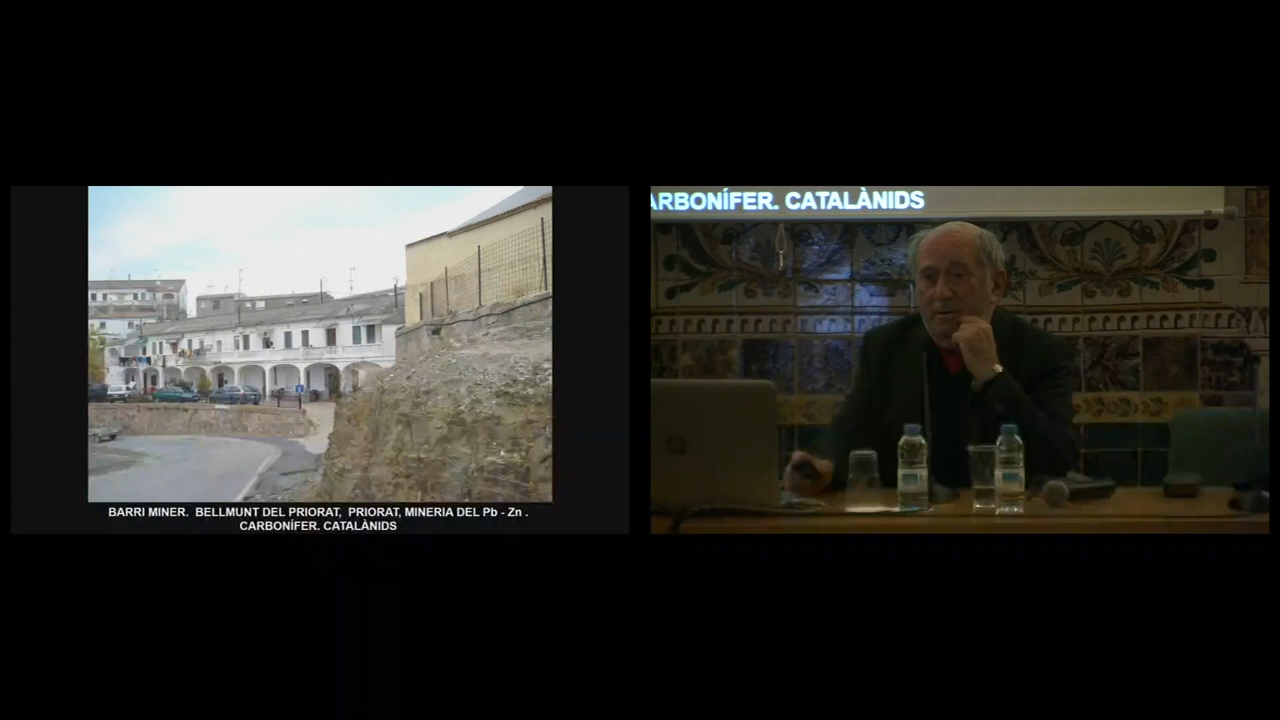 BARRI MINER. BELLMUNT DEL PRIORAT, PRIORAT, MINERIA DEL Pb - Zn .
CARBONÍFER. CATALÀNIDS
ARBONÍFER. CATALÀNIDS